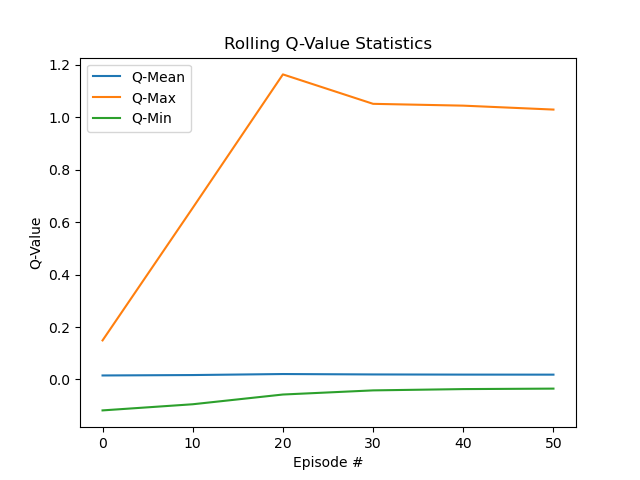 Rolling Q-Value Statistics
Q-Mean
Q-Max
Q-Min
1.2
1.0
0.8
0.6
0.4
0.2
0.0
Q-Value
0 10 20 30 40 50
Episode #